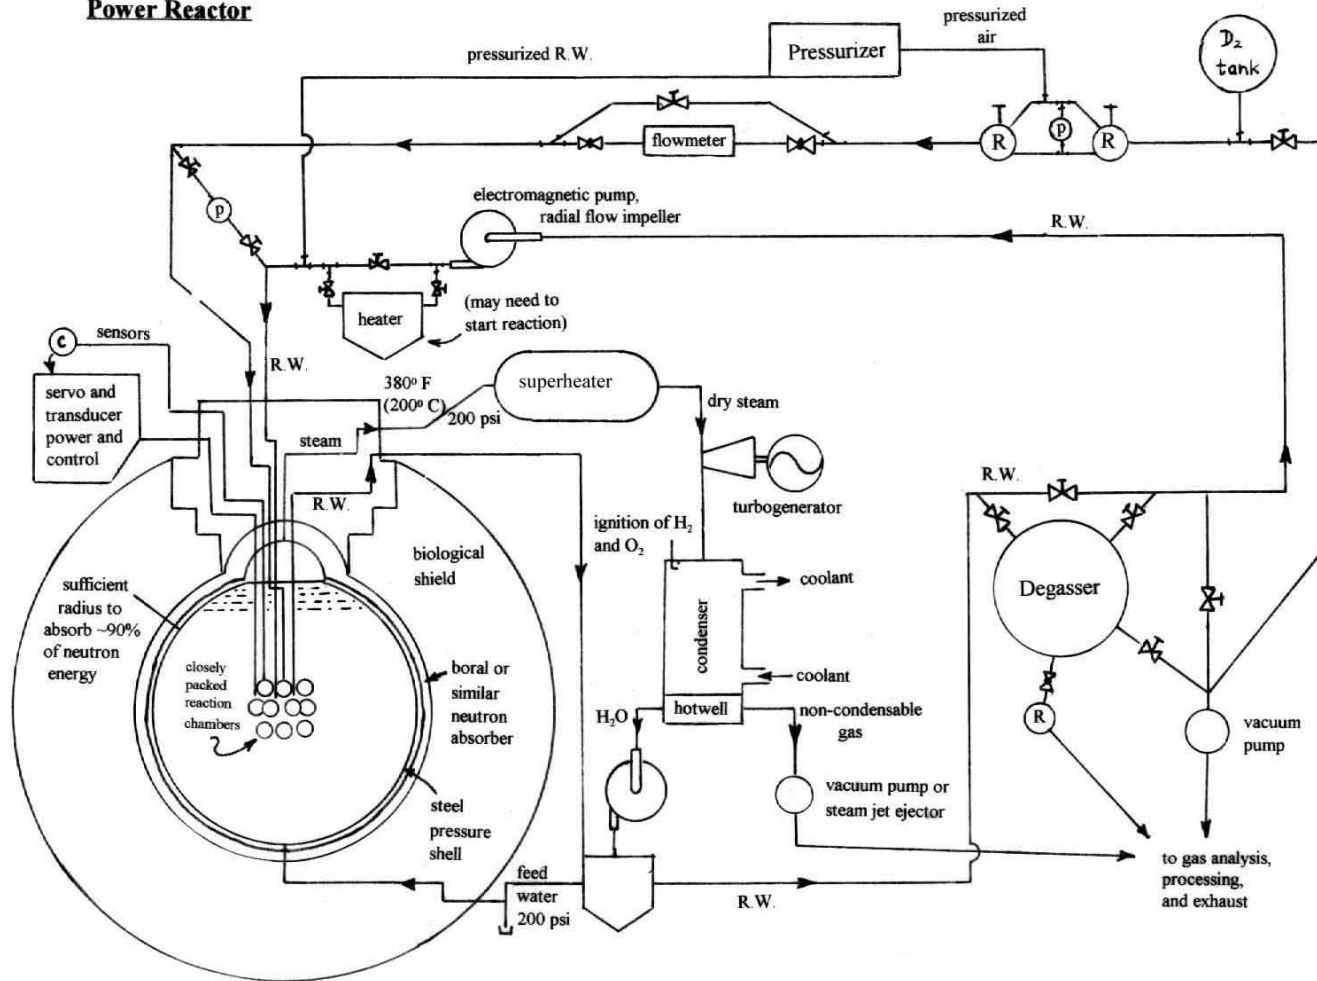 Power Reactor
pressurized R.W.
Pressurizer
pressurized
air
D₂
tank
flowmeter
R
P
R
P
electromagnetic pump,
radial flow impeller
R.W.
heater
(may need to
start reaction)
C
sensors
R.W.
servo and
transducer
power and
control
380º F
(200º C)
200 psi
superheater
dry steam
steam
R.W.
turbogenerator
R.W.
ignition of H₂
and O₂
biological
shield
coolant
condenser
coolant
hotwell
Degasser
sufficient
radius to
absorb ~90%
of neutron
energy
closely
packed
reaction
chambers
boral or
similar
neutron
absorber
H₂O
non-condensable
gas
R
vacuum
pump
steel
pressure
shell
vacuum pump or
steam jet ejector
feed
water
200 psi
R.W.
to gas analysis,
processing,
and exhaust